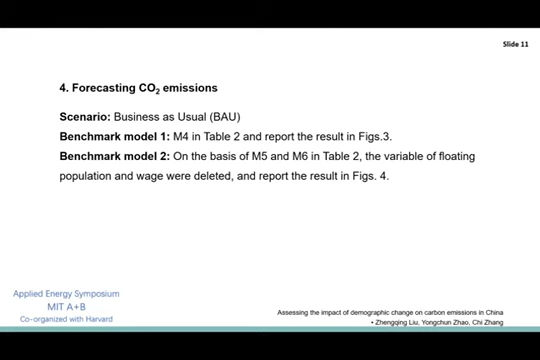 Slide 11
4. Forecasting CO2 emissions
Scenario: Business as Usual (BAU)
Benchmark model 1: M4 in Table 2 and report the result in Figs.3.
Benchmark model 2: On the basis of M5 and M6 in Table 2, the variable of floating
population and wage were deleted, and report the result in Figs. 4.
Applied Energy Symposium
MIT A+B
Co-organized with Harvard
Assessing the impact of demographic change on carbon emissions in China
• Zhengqing Liu, Yongchun Zhao, Chi Zhang